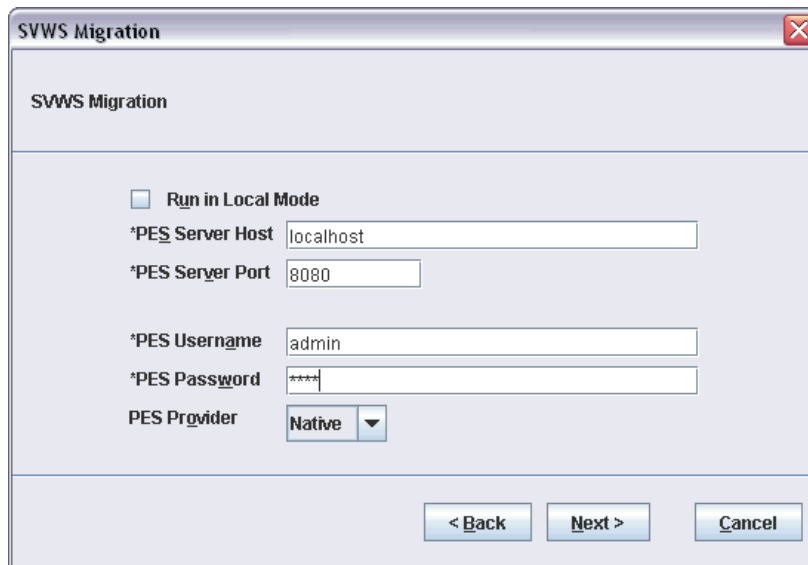 SVWS Migration
SVWS Migration
Run in Local Mode
*PES Server Host localhost
*PES Server Port 8080
*PES Username admin
*PES Password ****
PES Provider Native
< Back Next > Cancel